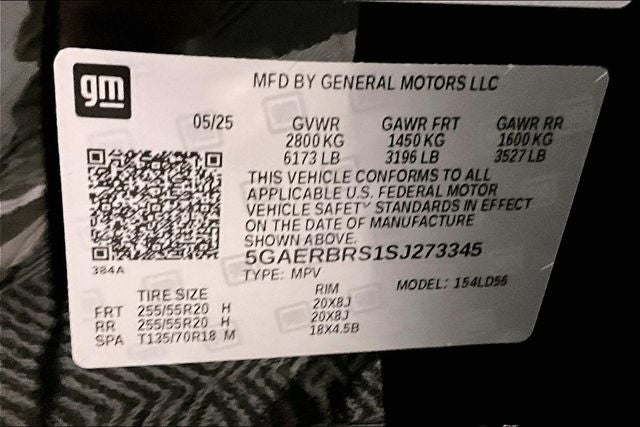 gm
MFD BY GENERAL MOTORS LLC
05/25 GVWR GAWR FRT GAWR RR
2800 KG 1450 KG 1600 KG
6173 LB 3196 LB 3527 LB
THIS VEHICLE CONFORMS TO ALL
APPLICABLE U.S. FEDERAL MOTOR
VEHICLE SAFETY STANDARDS IN EFFECT
ON THE DATE OF MANUFACTURE
SHOWN ABOVE.
384A
5GAERBRS1SJ273345
TYPE: MPV MODEL: 154LD56
TIRE SIZE RIM
FRT 255/55R20 H 20X8J
RR 255/55R20 H 20X8J
SPA T135/70R18 M 18X4.5B